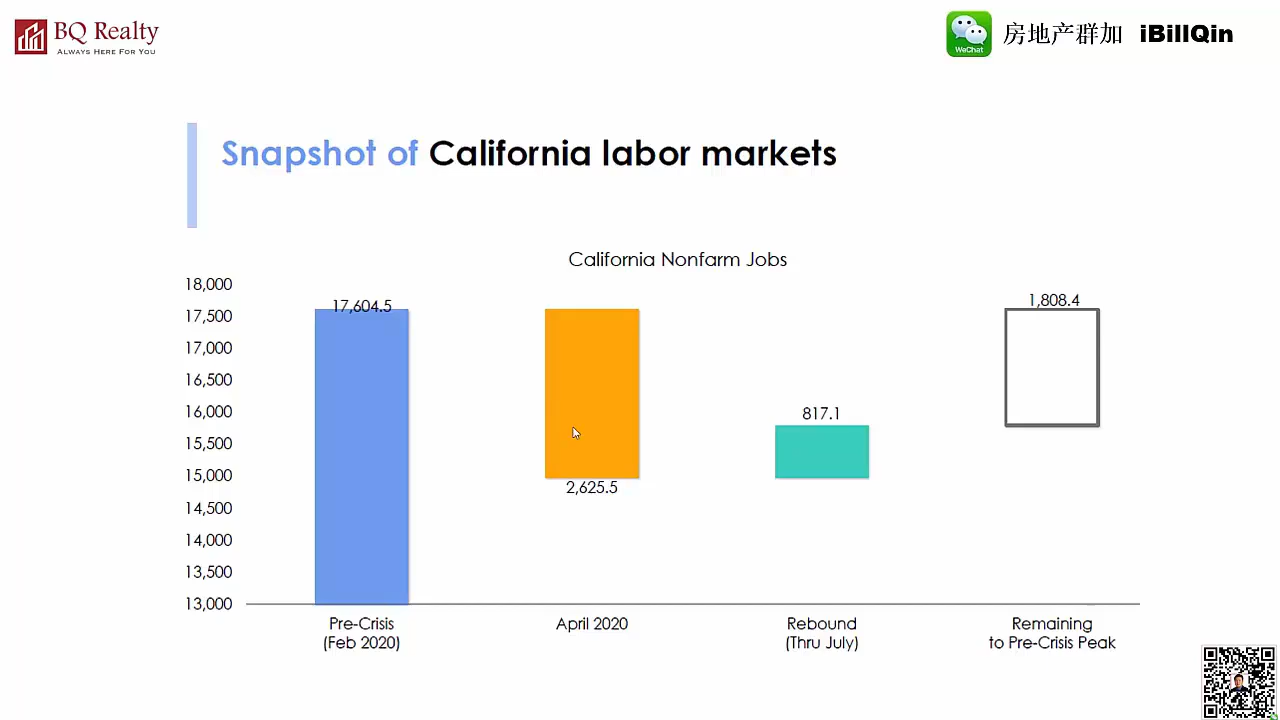 BQ Realty
ALWAYS HERE FOR YOU
WeChat
房地产群加 iBillQin
Snapshot of California labor markets
California Nonfarm Jobs
18,000
17,500
17,000
16,500
16,000
15,500
15,000
14,500
14,000
13,500
13,000
17,604.5
2,625.5
817.1
1,808.4
Pre-Crisis
(Feb 2020)
April 2020
Rebound
(Thru July)
Remaining
to Pre-Crisis Peak